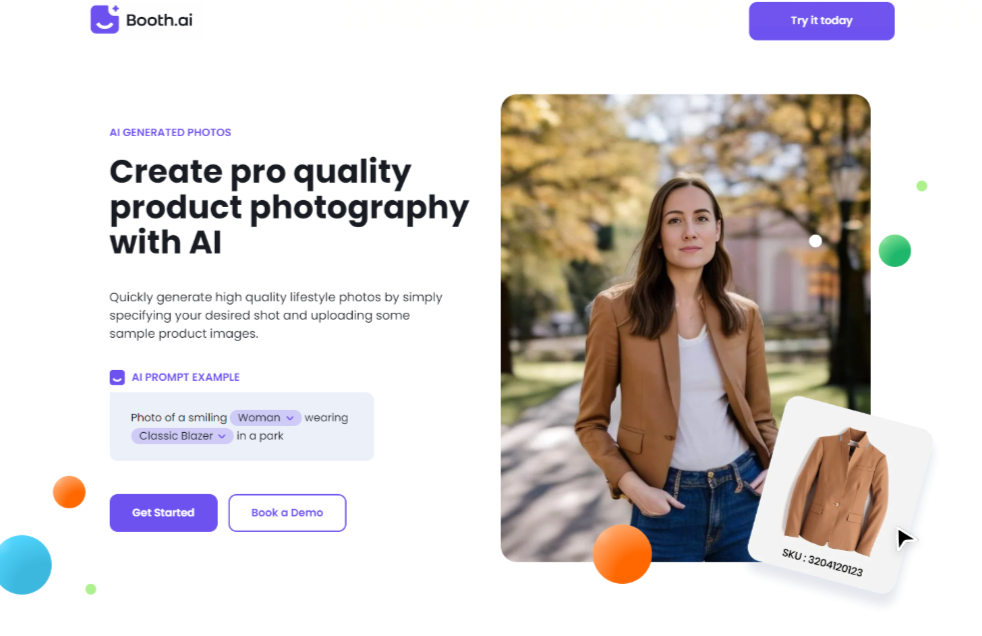 Booth.ai
Try it today
AI GENERATED PHOTOS
Create pro quality
product photography
with AI
Quickly generate high quality lifestyle photos by simply
specifying your desired shot and uploading some
sample product images.
AI PROMPT EXAMPLE
Photo of a smiling Woman wearing
Classic Blazer in a park
Get Started
Book a Demo
SKU : 3204120123